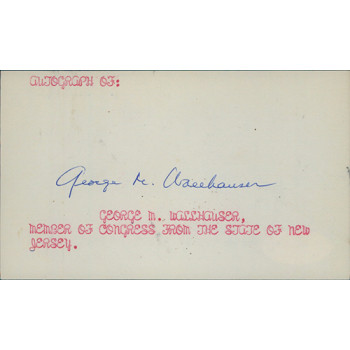 AUTOGRAPH OF:
George M. Wallhauser
GEORGE M. WALLHAUSER,
MEMBER OF CONGRESS FROM THE STATE OF NEW
JERSEY.